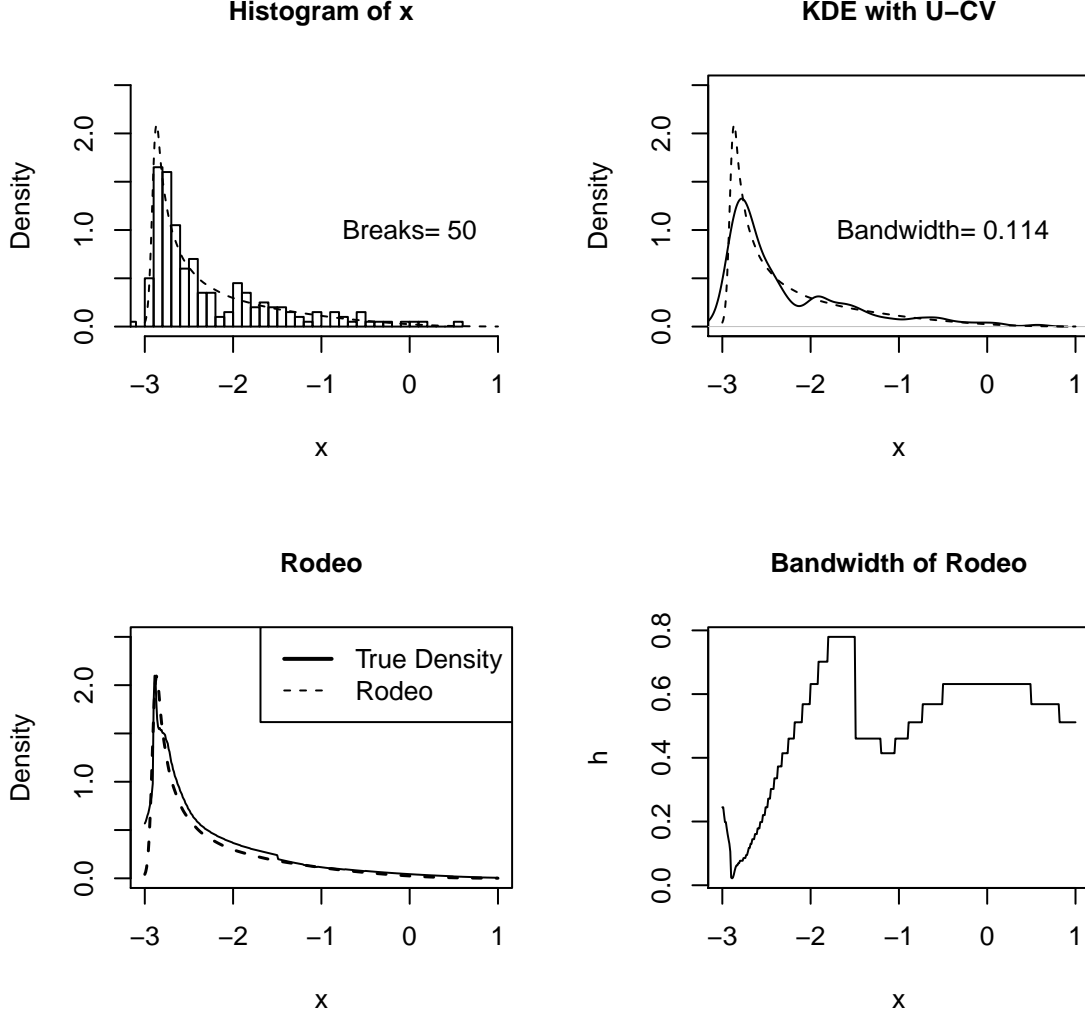 Histogram of x
Density
0.0 1.0 2.0
Breaks= 50
−3 −2 −1 0 1
x
KDE with U−CV
Density
0.0 1.0 2.0
Bandwidth= 0.114
−3 −2 −1 0 1
x
Rodeo
Density
0.0 1.0 2.0
True Density
Rodeo
−3 −2 −1 0 1
x
Bandwidth of Rodeo
h
0.0 0.2 0.4 0.6 0.8
−3 −2 −1 0 1
x